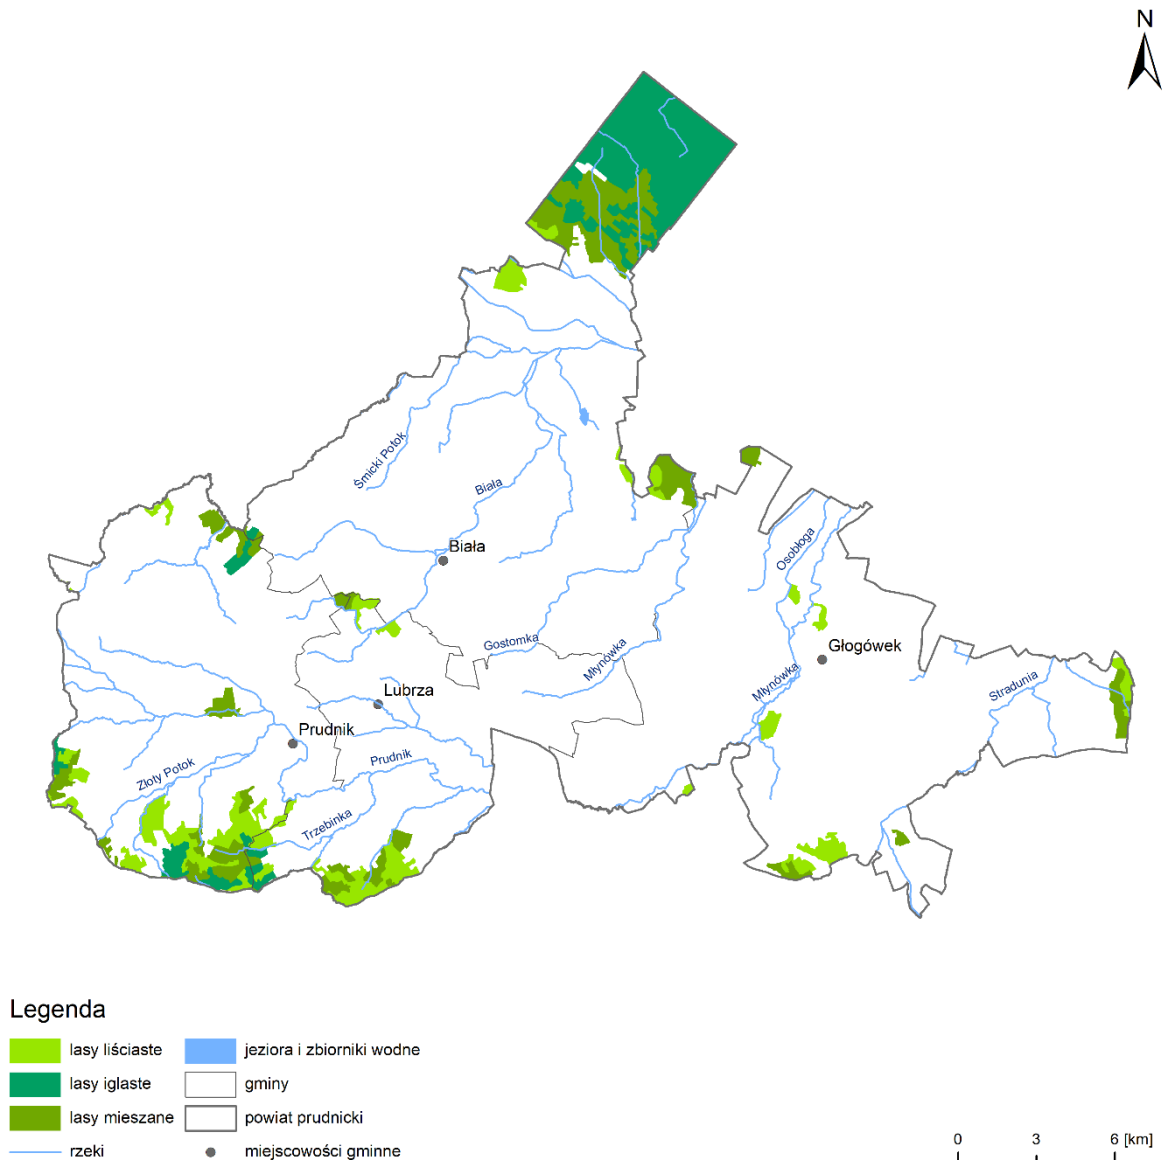 N
Śmicki Potok
Biała
Biała
Osobłoga
Gostomka
Młynówka
Głogówek
Młynówka
Stradunia
Lubrza
Prudnik
Prudnik
Złoty Potok
Trzebinka
Legenda
lasy liściaste
jeziora i zbiorniki wodne
lasy iglaste
gminy
lasy mieszane
powiat prudnicki
rzeki
miejscowości gminne
0 3 6 [km]